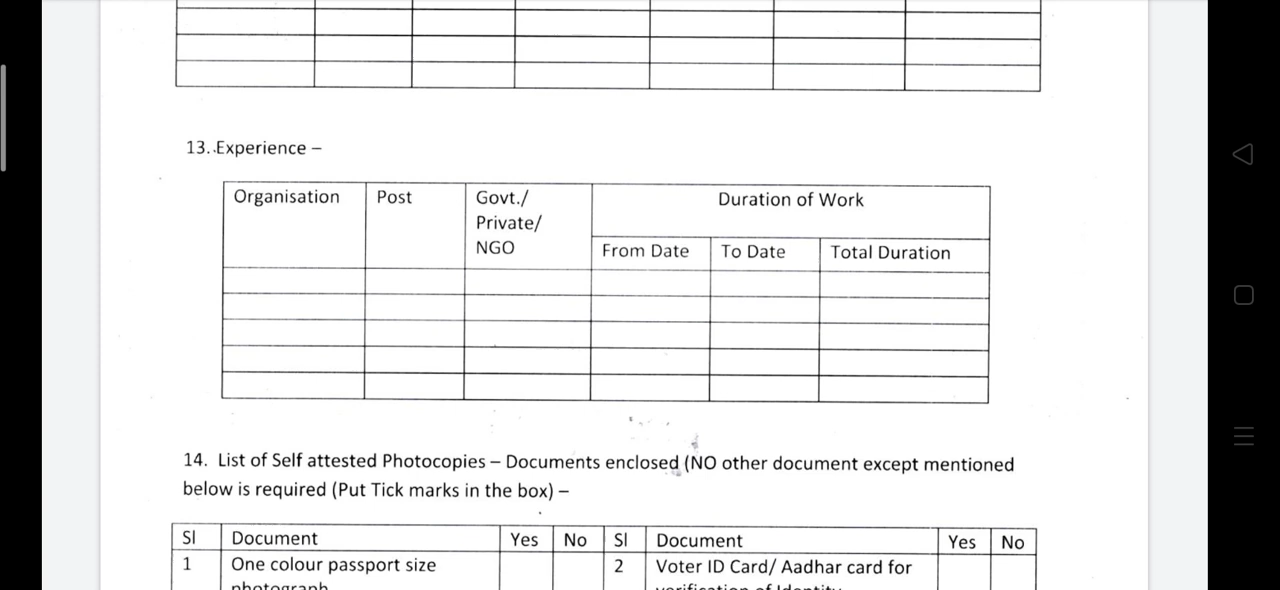 13. Experience –
Organisation Post Govt./ Duration of Work
Private/
NGO From Date To Date Total Duration
14. List of Self attested Photocopies – Documents enclosed (NO other document except mentioned
below is required (Put Tick marks in the box) –
Sl Document Yes No Sl Document Yes No
1 One colour passport size 2 Voter ID Card/ Aadhar card for
photograph verification of Identity